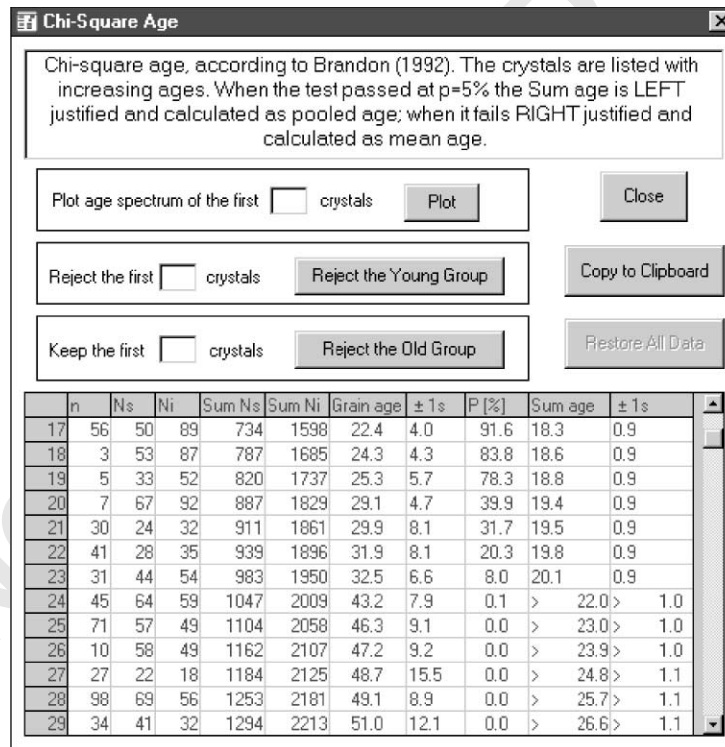 Chi-Square Age
Chi-square age, according to Brandon (1992). The crystals are listed with
increasing ages. When the test passed at p=5% the Sum age is LEFT
justified and calculated as pooled age; when it fails RIGHT justified and
calculated as mean age.
Plot age spectrum of the first crystals Plot Close
Reject the first crystals Reject the Young Group Copy to Clipboard
Keep the first crystals Reject the Old Group Restore All Data
n Ns Ni Sum Ns Sum Ni Grain age ± 1s P [%] Sum age ± 1s
17 56 50 89 734 1598 22.4 4.0 91.6 18.3 0.9
18 3 53 87 787 1685 24.3 4.3 83.8 18.6 0.9
19 5 33 52 820 1737 25.3 5.7 78.3 18.8 0.9
20 7 67 92 887 1829 29.1 4.7 39.9 19.4 0.9
21 30 24 32 911 1861 29.9 8.1 31.7 19.5 0.9
22 41 28 35 939 1896 31.9 8.1 20.3 19.8 0.9
23 31 44 54 983 1950 32.5 6.6 8.0 20.1 0.9
24 45 64 59 1047 2009 43.2 7.9 0.1 > 22.0 > 1.0
25 71 57 49 1104 2058 46.3 9.1 0.0 > 23.0 > 1.0
26 10 58 49 1162 2107 47.2 9.2 0.0 > 23.9 > 1.0
27 27 22 18 1184 2125 48.7 15.5 0.0 > 24.8 > 1.1
28 98 69 56 1253 2181 49.1 8.9 0.0 > 25.7 > 1.1
29 34 41 32 1294 2213 51.0 12.1 0.0 > 26.6 > 1.1